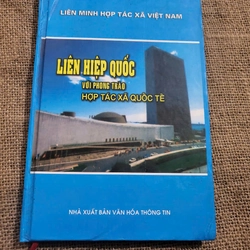 LIÊN MINH HỢP TÁC XÃ VIỆT NAM
LIÊN HIỆP QUỐC
VỚI PHONG TRÀO
HỢP TÁC XÃ QUỐC TẾ
NHÀ XUẤT BẢN VĂN HÓA THÔNG TIN